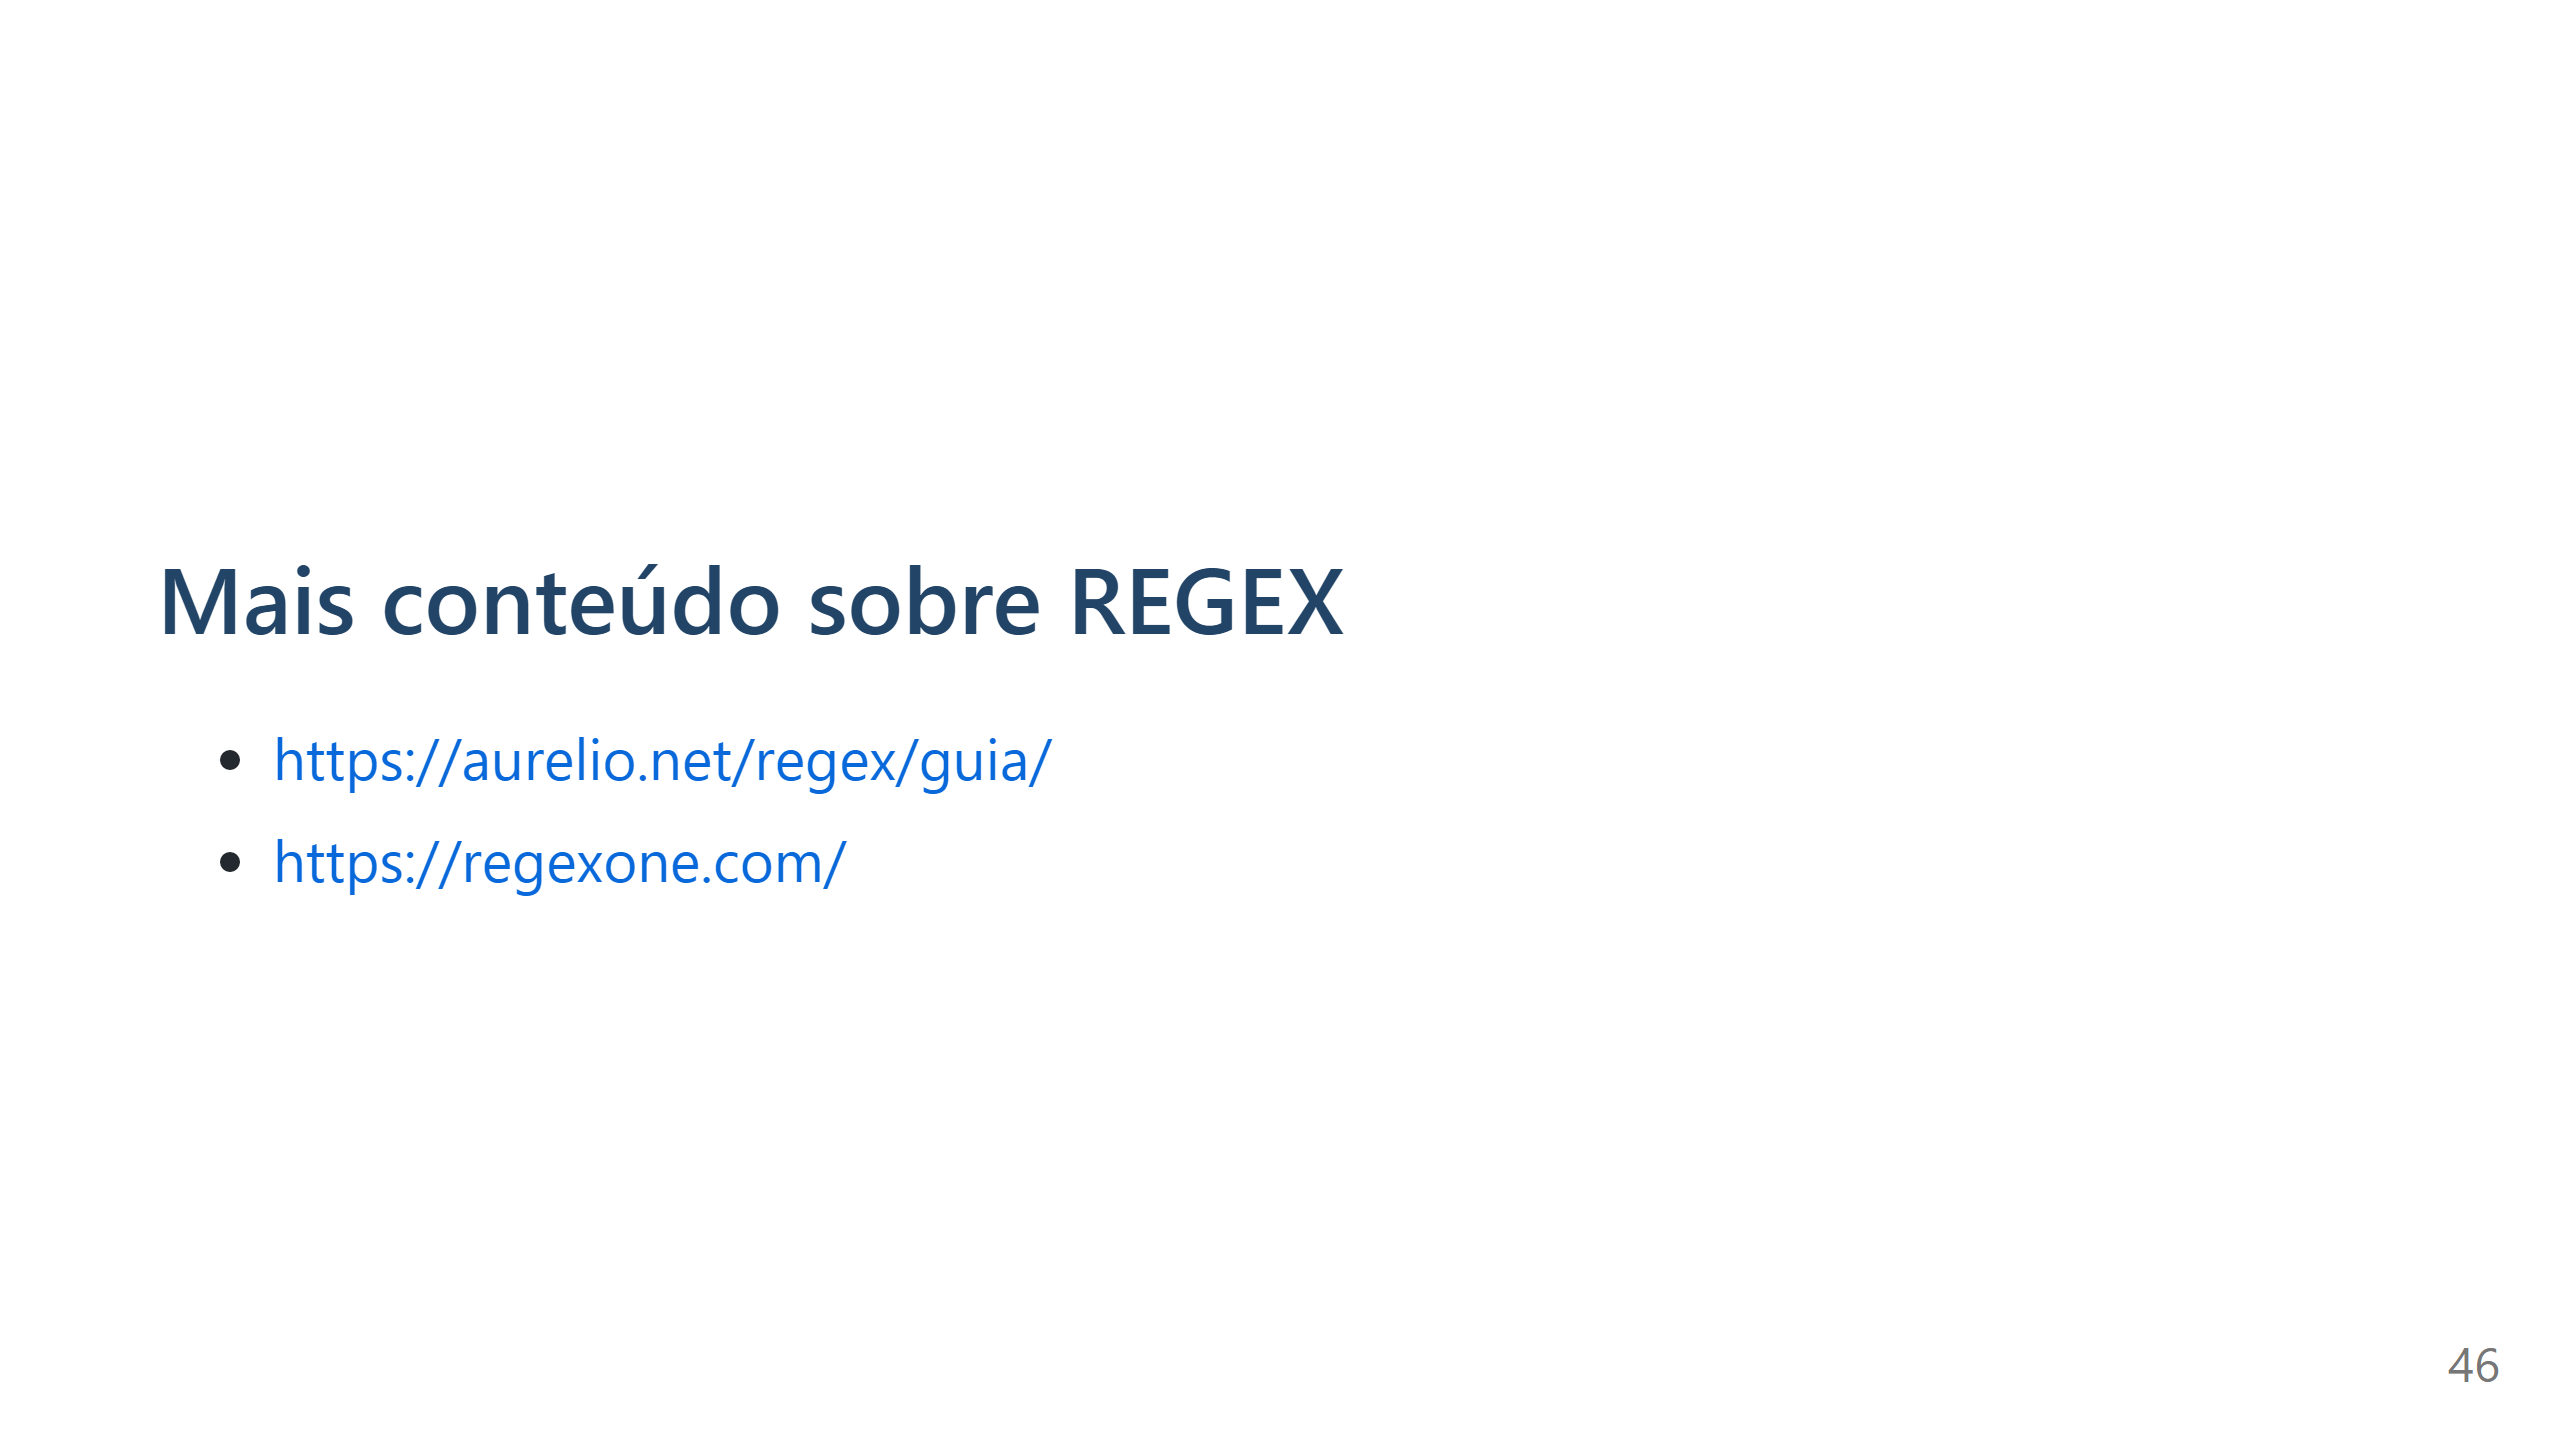 Mais conteúdo sobre REGEX
• https://aurelio.net/regex/guia/
• https://regexone.com/
46